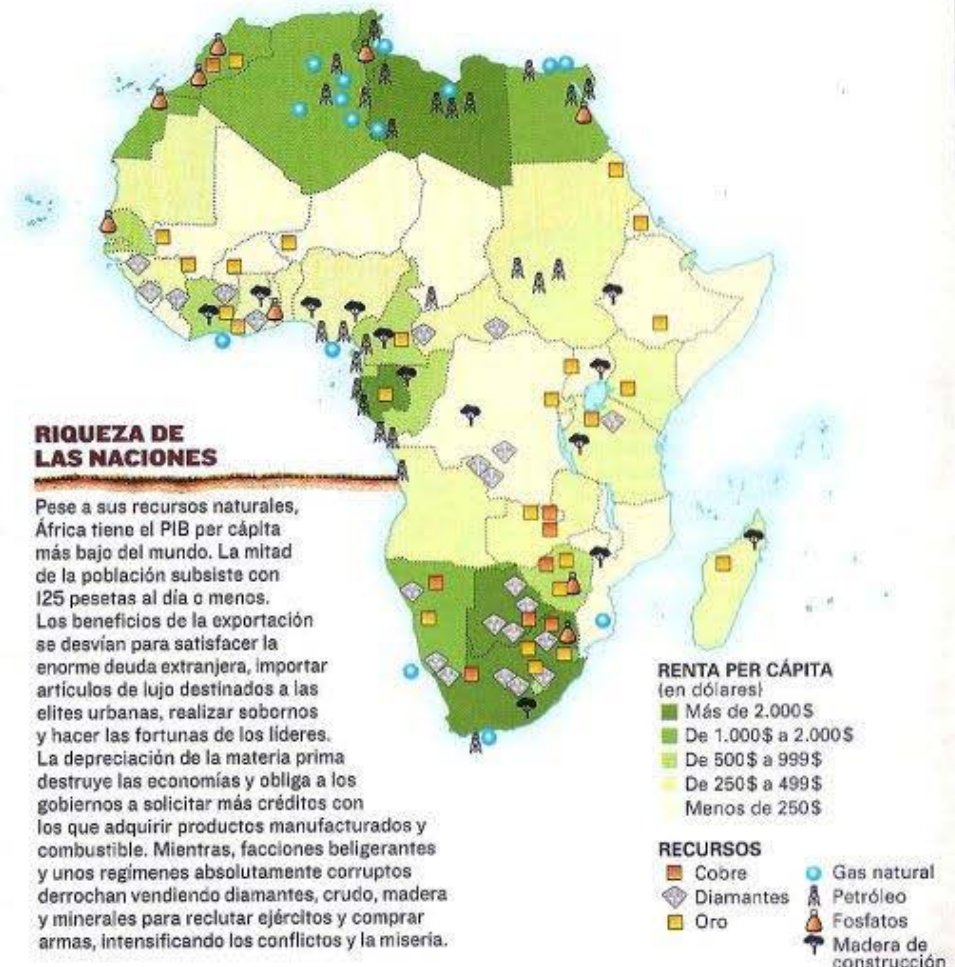 RIQUEZA DE
LAS NACIONES
Pese a sus recursos naturales,
África tiene el PIB per cápita
más bajo del mundo. La mitad
de la población subsiste con
125 pesetas al día o menos.
Los beneficios de la exportación
se desvían para satisfacer la
enorme deuda extranjera, importar
artículos de lujo destinados a las
elites urbanas, realizar sobornos
y hacer las fortunas de los líderes.
La depreciación de la materia prima
destruye las economías y obliga a los
gobiernos a solicitar más créditos con
los que adquirir productos manufacturados y
combustible. Mientras, facciones beligerantes
y unos regímenes absolutamente corruptos
derrochan vendiendo diamantes, crudo, madera
y minerales para reclutar ejércitos y comprar
armas, intensificando los conflictos y la miseria.
RENTA PER CÁPITA
(en dólares)
Más de 2.000$
De 1.000$ a 2.000$
De 500$ a 999$
De 250$ a 499$
Menos de 250$
RECURSOS
Cobre
Diamantes
Oro
Gas natural
Petróleo
Fosfatos
Madera de
construcción